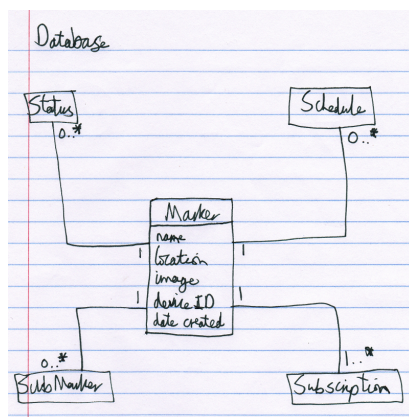 Database
Status
Schedule
0..*
0..*
Marker
name
location
image
device ID
date created
1
1
1
1
0..*
1..*
SubMarker
Subscription